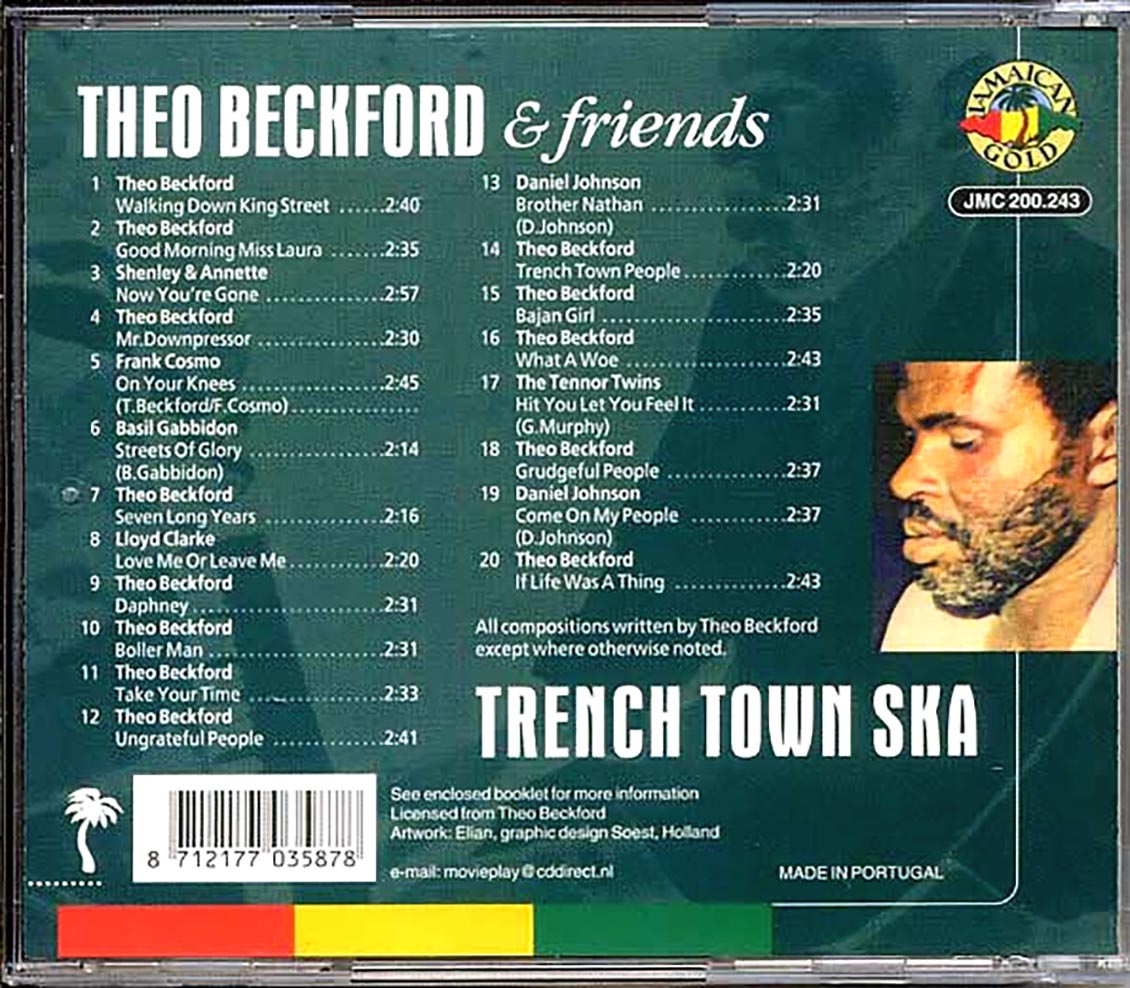 THEO BECKFORD & friends
JAMAICAN GOLD
JMC 200.243
1 Theo Beckford
Walking Down King Street ......2:40
2 Theo Beckford
Good Morning Miss Laura .......2:35
3 Shenley & Annette
Now You're Gone ................2:57
4 Theo Beckford
Mr.Downpressor .................2:30
5 Frank Cosmo
On Your Knees ...................2:45
(T.Beckford/F.Cosmo)................
6 Basil Gabbidon
Streets Of Glory ..................2:14
(B.Gabbidon)
7 Theo Beckford
Seven Long Years ................2:16
8 Lloyd Clarke
Love Me Or Leave Me............2:20
9 Theo Beckford
Daphney...........................2:31
10 Theo Beckford
Boller Man ........................2:31
11 Theo Beckford
Take Your Time ..................2:33
12 Theo Beckford
Ungrateful People ...............2:41
13 Daniel Johnson
Brother Nathan ..................2:31
(D.Johnson)
14 Theo Beckford
Trench Town People..............2:20
15 Theo Beckford
Bajan Girl .........................2:35
16 Theo Beckford
What A Woe ......................2:43
17 The Tennor Twins
Hit You Let You Feel It ...........2:31
(G.Murphy)
18 Theo Beckford
Grudgeful People ................2:37
19 Daniel Johnson
Come On My People .............2:37
(D.Johnson)
20 Theo Beckford
If Life Was A Thing ...............2:43
All compositions written by Theo Beckford
except where otherwise noted.
TRENCH TOWN SKA
8 712177 035878
See enclosed booklet for more information
Licensed from Theo Beckford
Artwork: Elian, graphic design Soest, Holland
e-mail: movieplay@cddirect.nl
MADE IN PORTUGAL